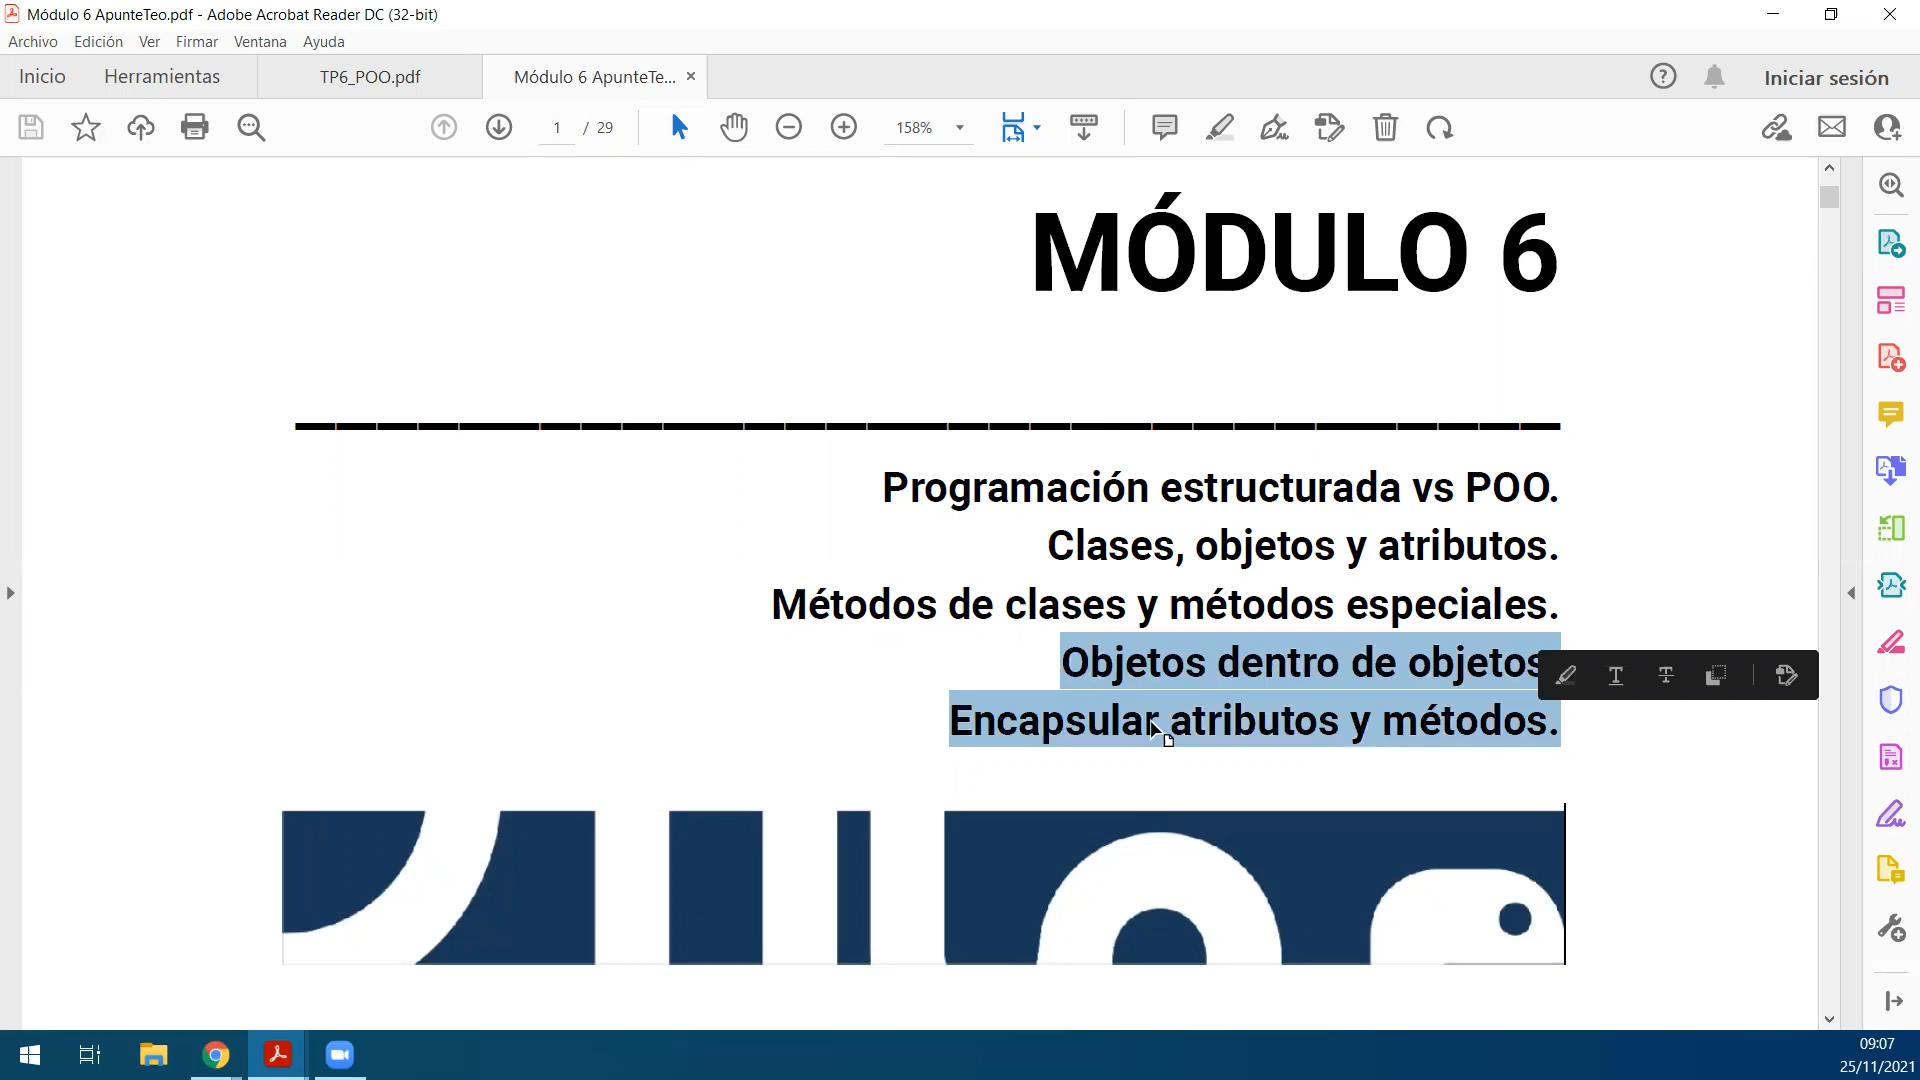 Módulo 6 ApunteTeo.pdf - Adobe Acrobat Reader DC (32-bit)
Archivo Edición Ver Firmar Ventana Ayuda
Inicio Herramientas TP6_POO.pdf Módulo 6 ApunteTe... Iniciar sesión
1 / 29 158%
MÓDULO 6
Programación estructurada vs POO.
Clases, objetos y atributos.
Métodos de clases y métodos especiales.
Objetos dentro de objetos
Encapsular atributos y métodos.
09:07
25/11/2021